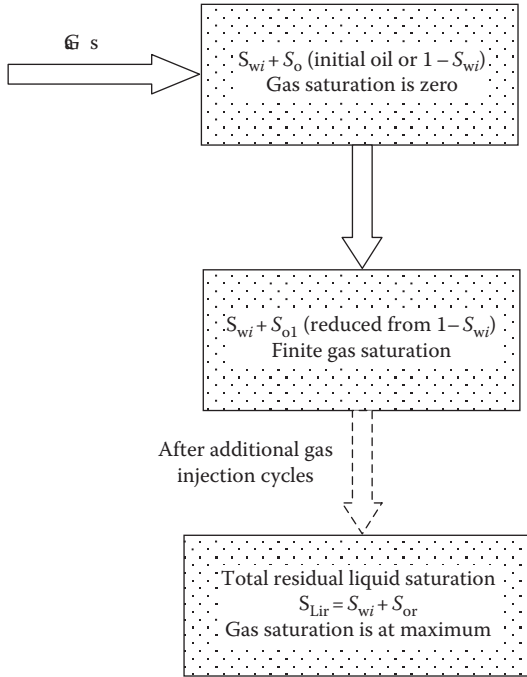 Gas
S_wi + S_o (initial oil or 1 – S_wi)
Gas saturation is zero
S_wi + S_o1 (reduced from 1 – S_wi)
Finite gas saturation
After additional gas
injection cycles
Total residual liquid saturation
S_Lir = S_wi + S_or
Gas saturation is at maximum